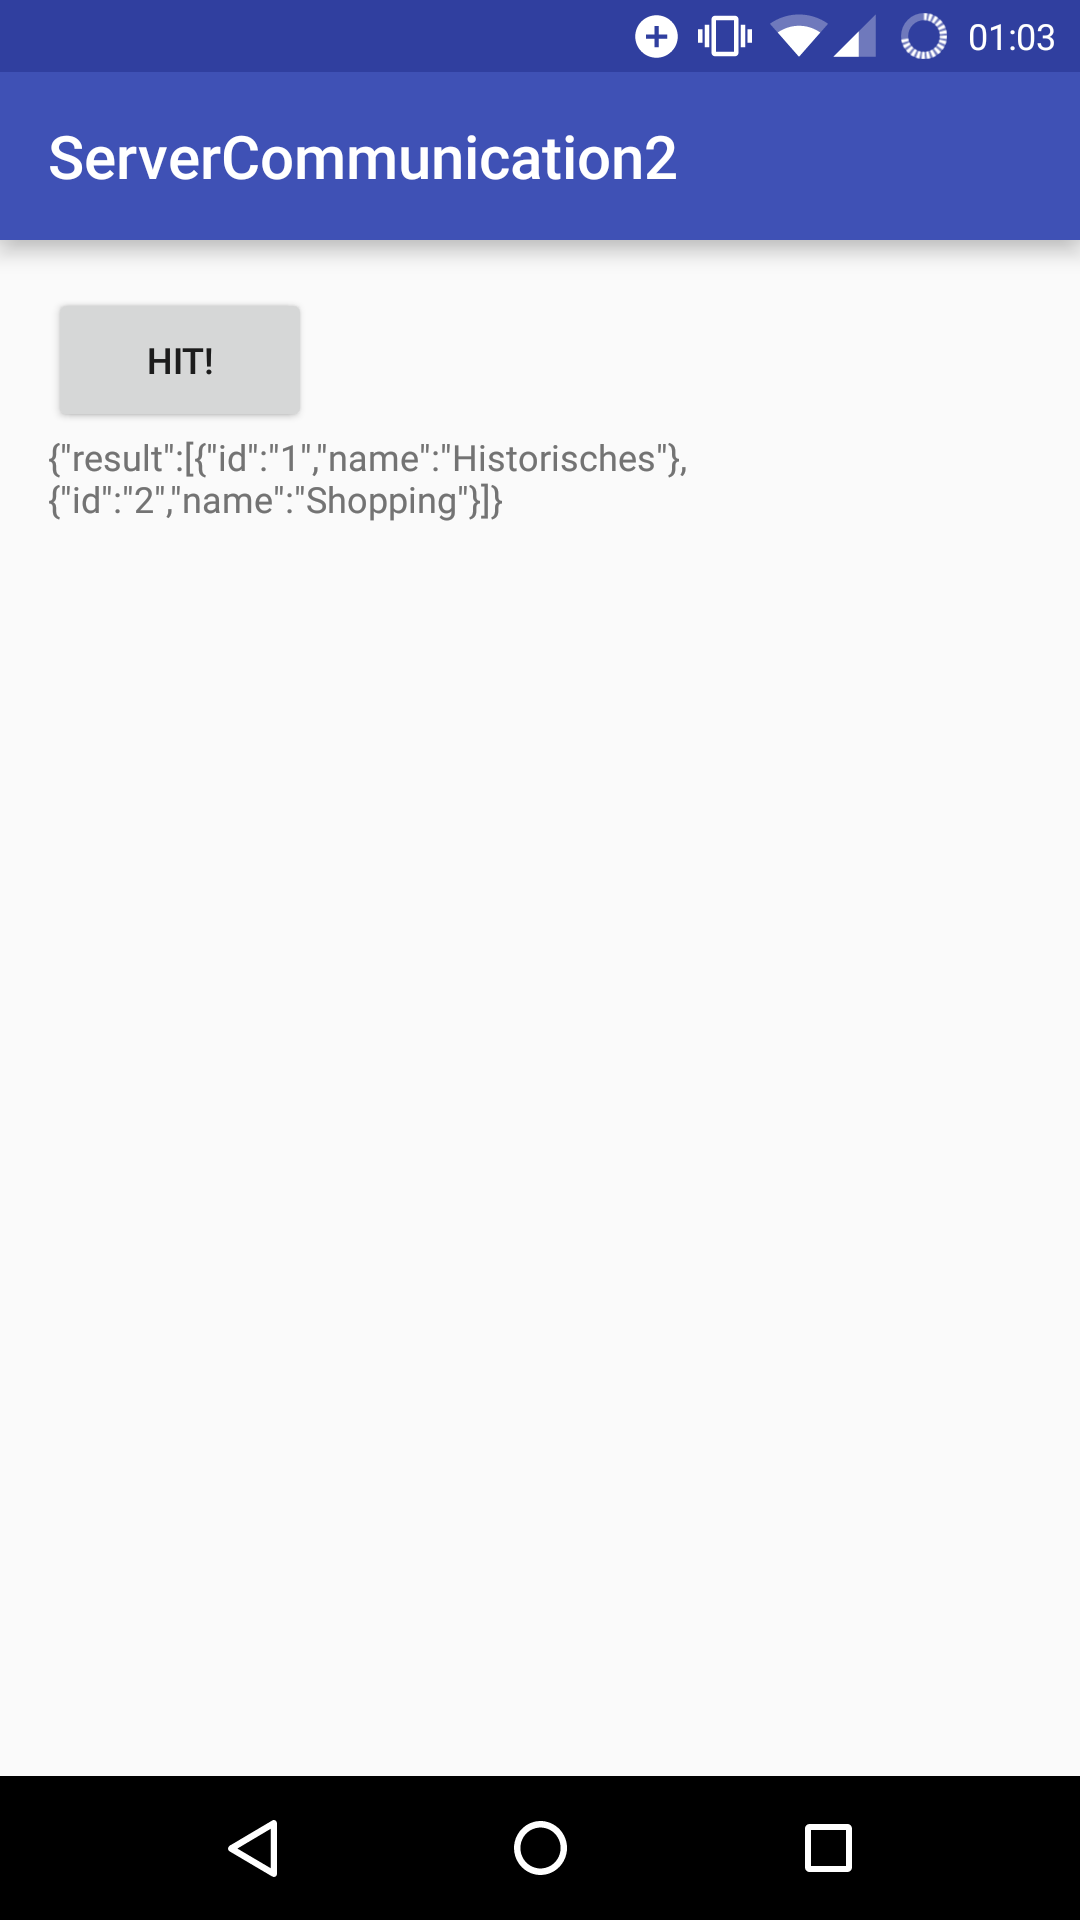 01:03
ServerCommunication2
HIT!
{"result":[{"id":"1","name":"Historisches"},
{"id":"2","name":"Shopping"}]}